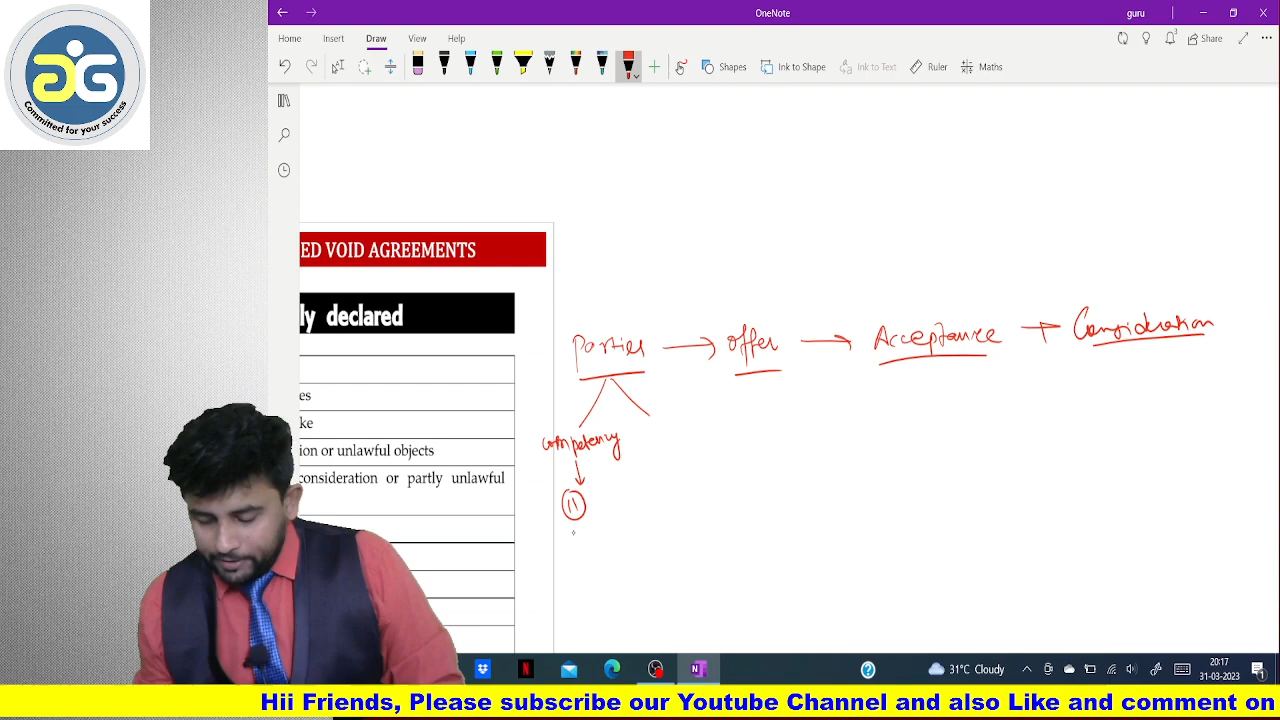 GG
Committed for your success
OneNote
guru
Home Insert Draw View Help
3
Share
Shapes Ink to Shape Ink to Text Ruler Maths
ED VOID AGREEMENTS
ly declared
es
ke
ion or unlawful objects
consideration or partly unlawful
Parties → offer → Acceptance → Consideration
competency
11
31°C Cloudy
20:17
31-03-2023
1
Hii Friends, Please subscribe our Youtube Channel and also Like and comment on